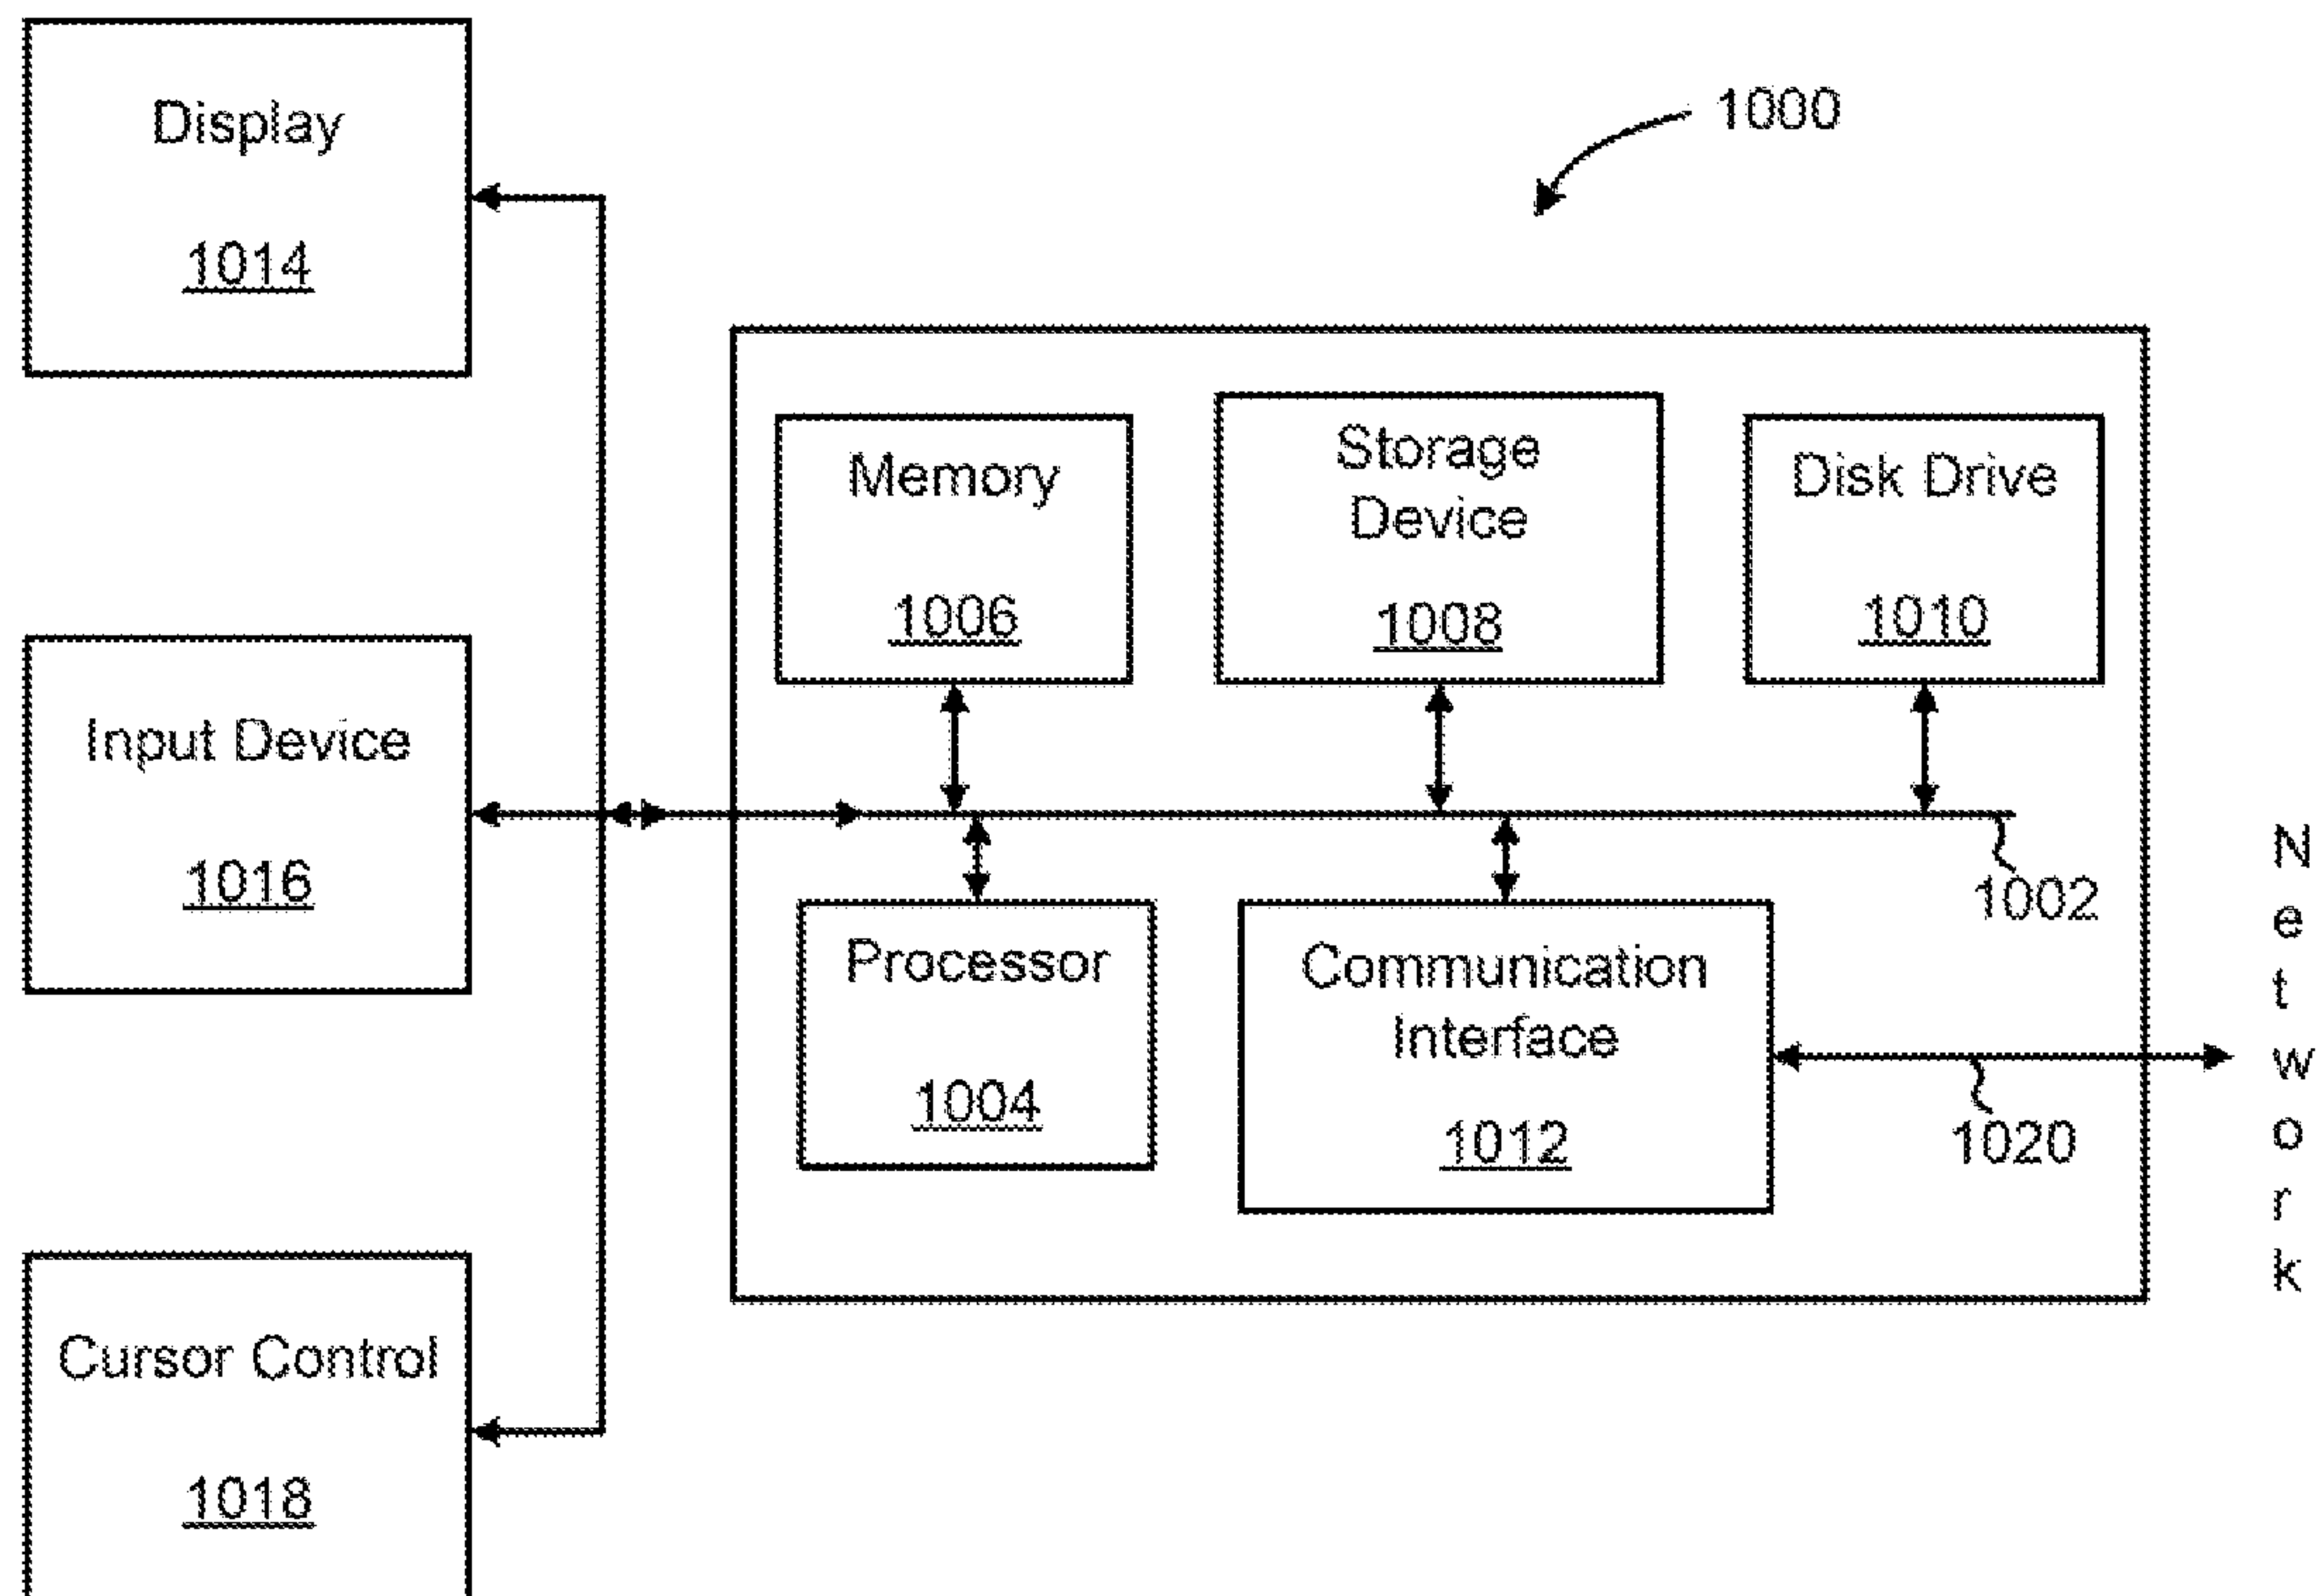 Display
1014
1000
Memory
1006
Storage
Device
1008
Disk Drive
1010
Input Device
1016
1002
Processor
1004
Communication
Interface
1012
1020
Network
Cursor Control
1018